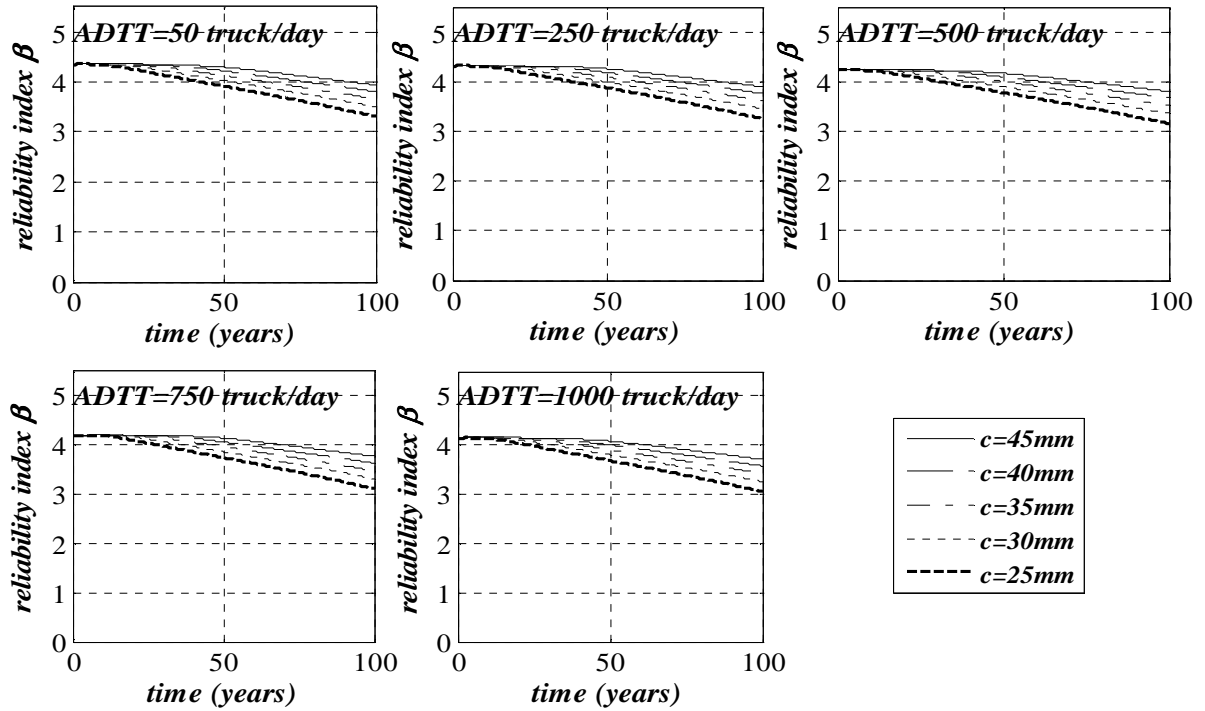 ADTT=50 truck/day
reliability index β
5
4
3
2
1
0
0 50 100
time (years)
ADTT=250 truck/day
reliability index β
5
4
3
2
1
0
0 50 100
time (years)
ADTT=500 truck/day
reliability index β
5
4
3
2
1
0
0 50 100
time (years)
ADTT=750 truck/day
reliability index β
5
4
3
2
1
0
0 50 100
time (years)
ADTT=1000 truck/day
reliability index β
5
4
3
2
1
0
0 50 100
time (years)
c=45mm
c=40mm
c=35mm
c=30mm
c=25mm